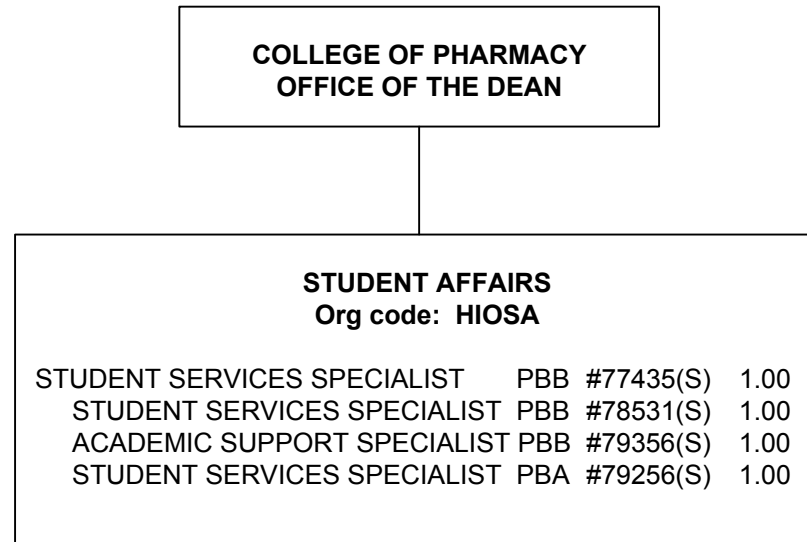 COLLEGE OF PHARMACY
OFFICE OF THE DEAN
STUDENT AFFAIRS
Org code: HIOSA
STUDENT SERVICES SPECIALIST PBB #77435(S) 1.00
STUDENT SERVICES SPECIALIST PBB #78531(S) 1.00
ACADEMIC SUPPORT SPECIALIST PBB #79356(S) 1.00
STUDENT SERVICES SPECIALIST PBA #79256(S) 1.00